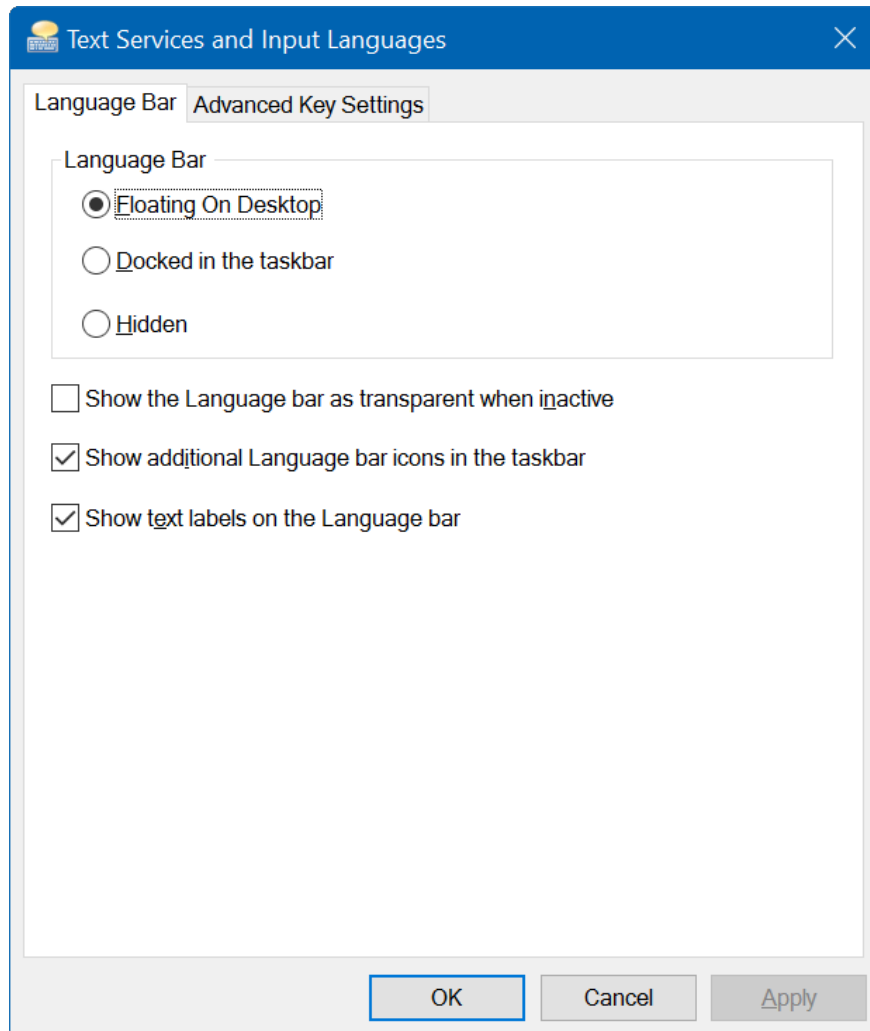 Text Services and Input Languages
Language Bar Advanced Key Settings
Language Bar
Floating On Desktop
Docked in the taskbar
Hidden
Show the Language bar as transparent when inactive
Show additional Language bar icons in the taskbar
Show text labels on the Language bar
OK Cancel Apply